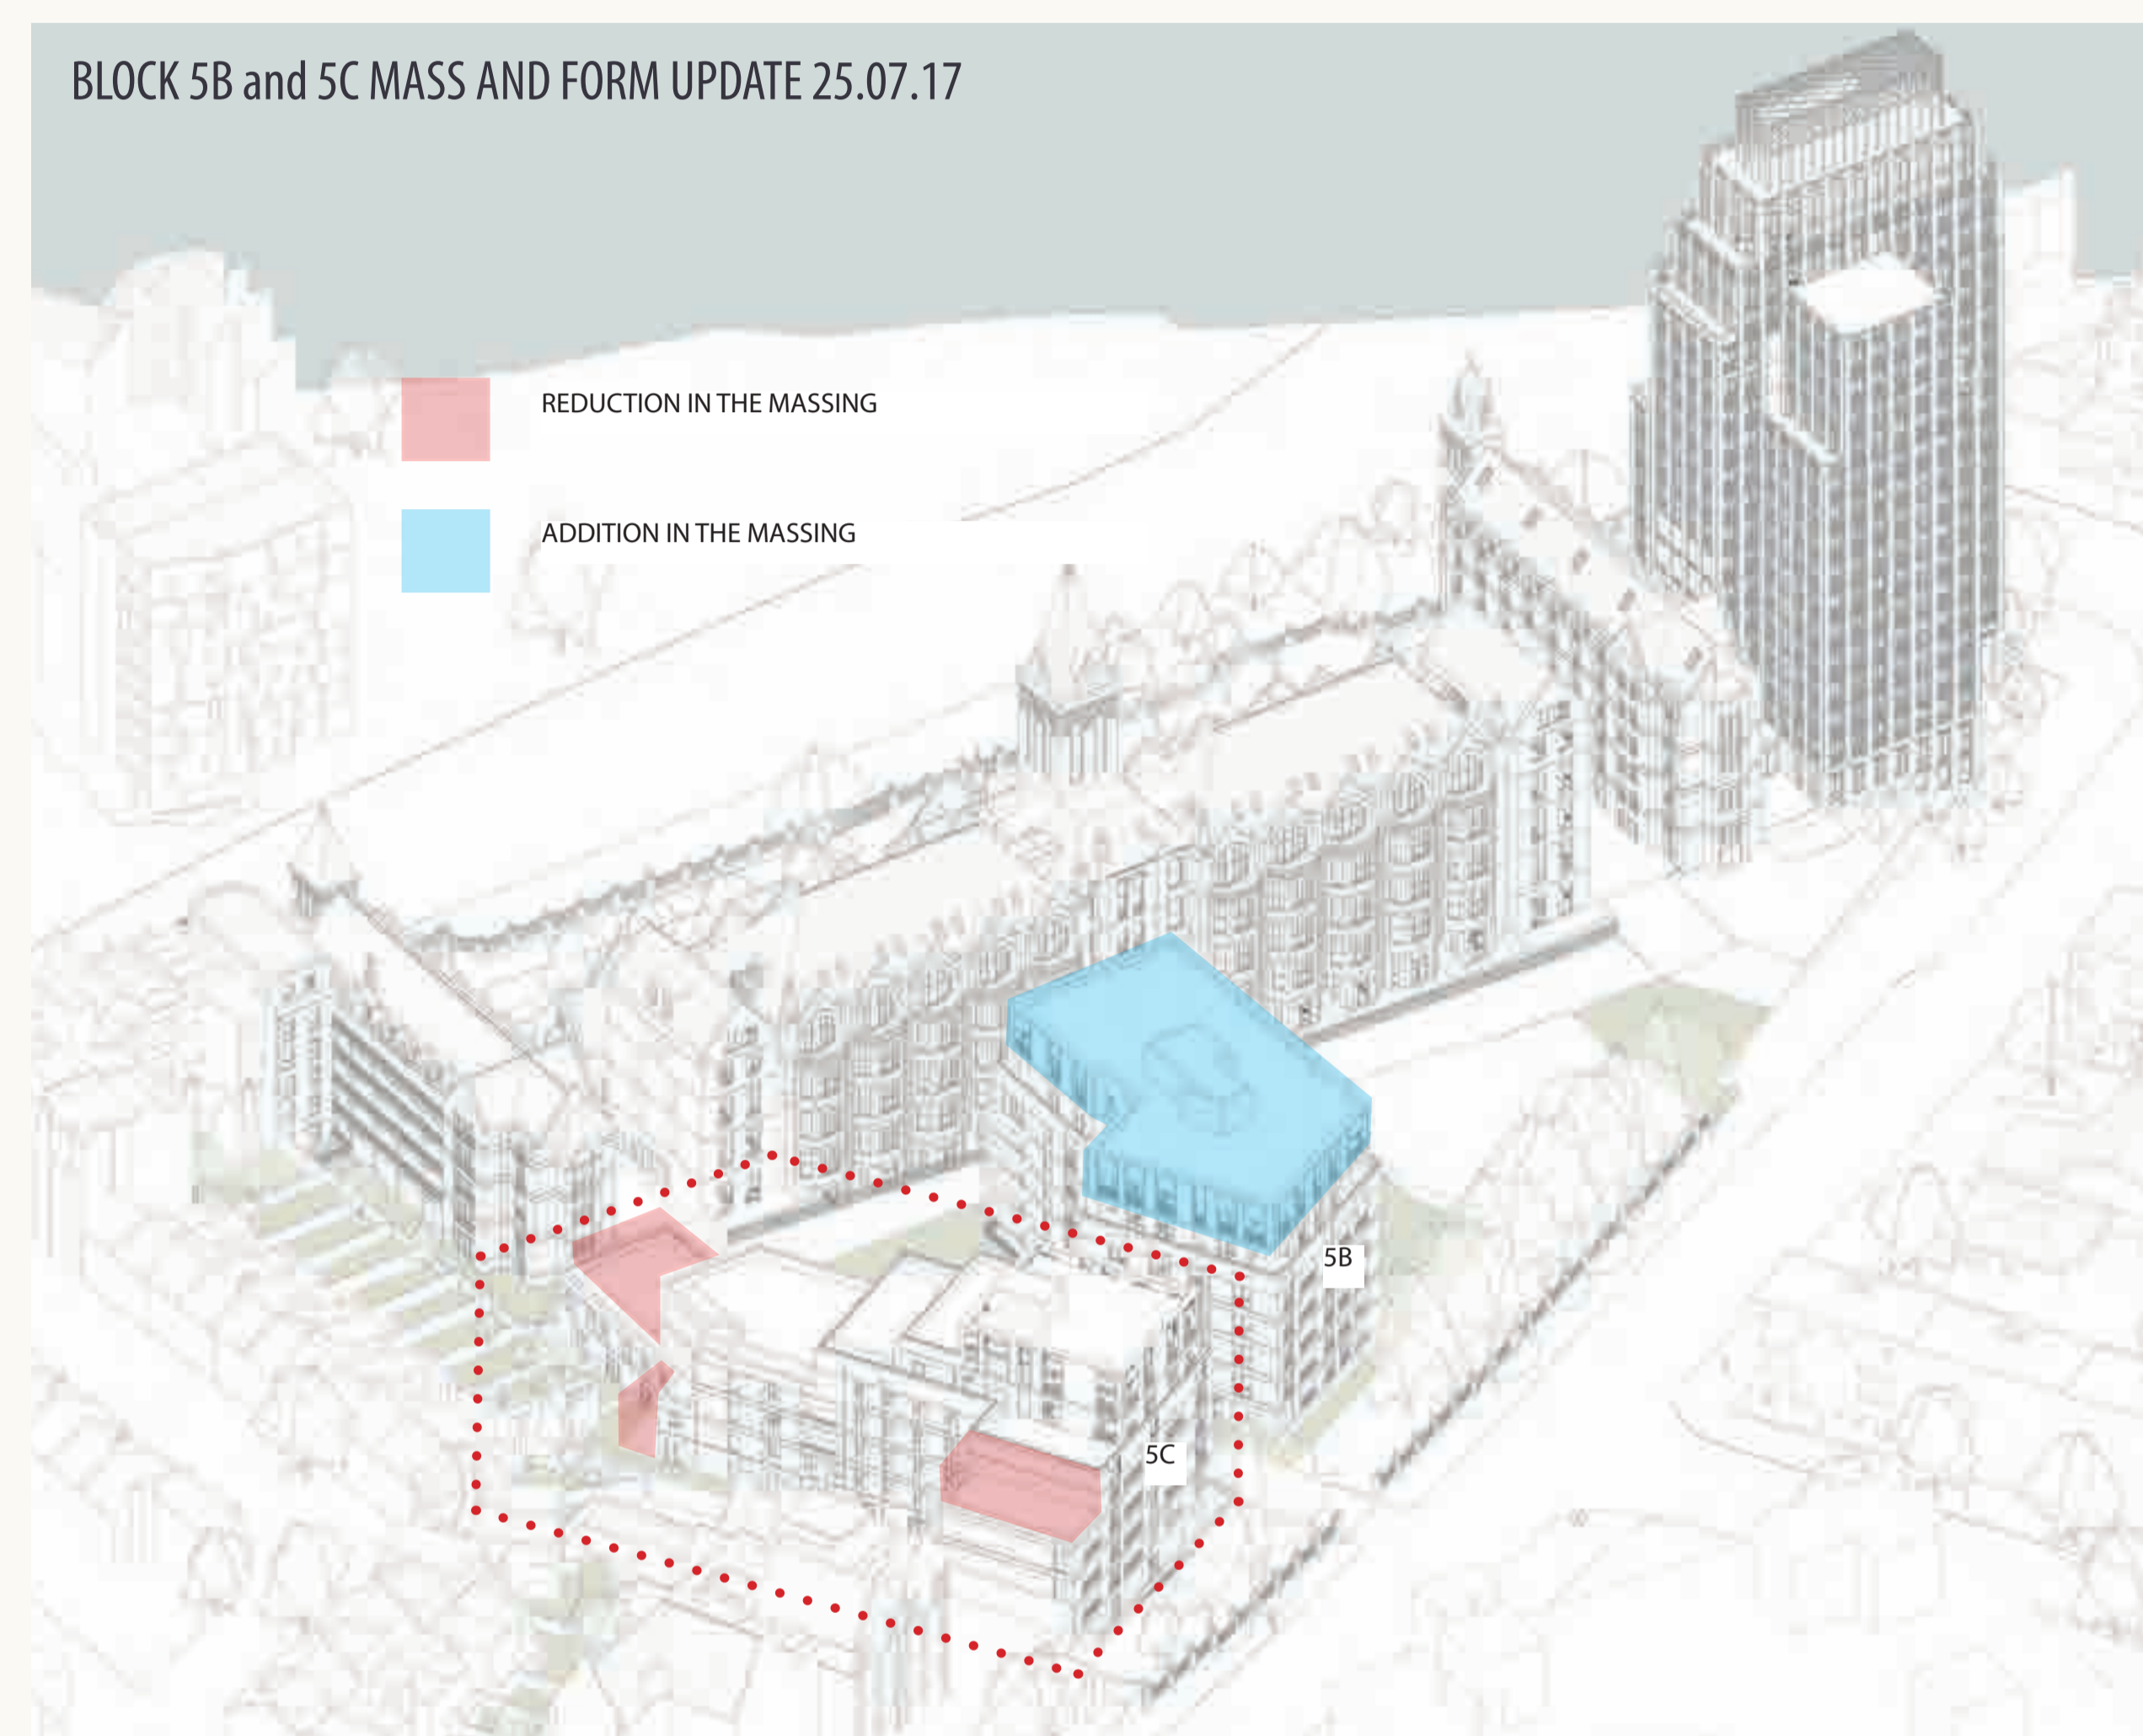 BLOCK 5B and 5C MASS AND FORM UPDATE 25.07.17
REDUCTION IN THE MASSING
ADDITION IN THE MASSING
5B
5C